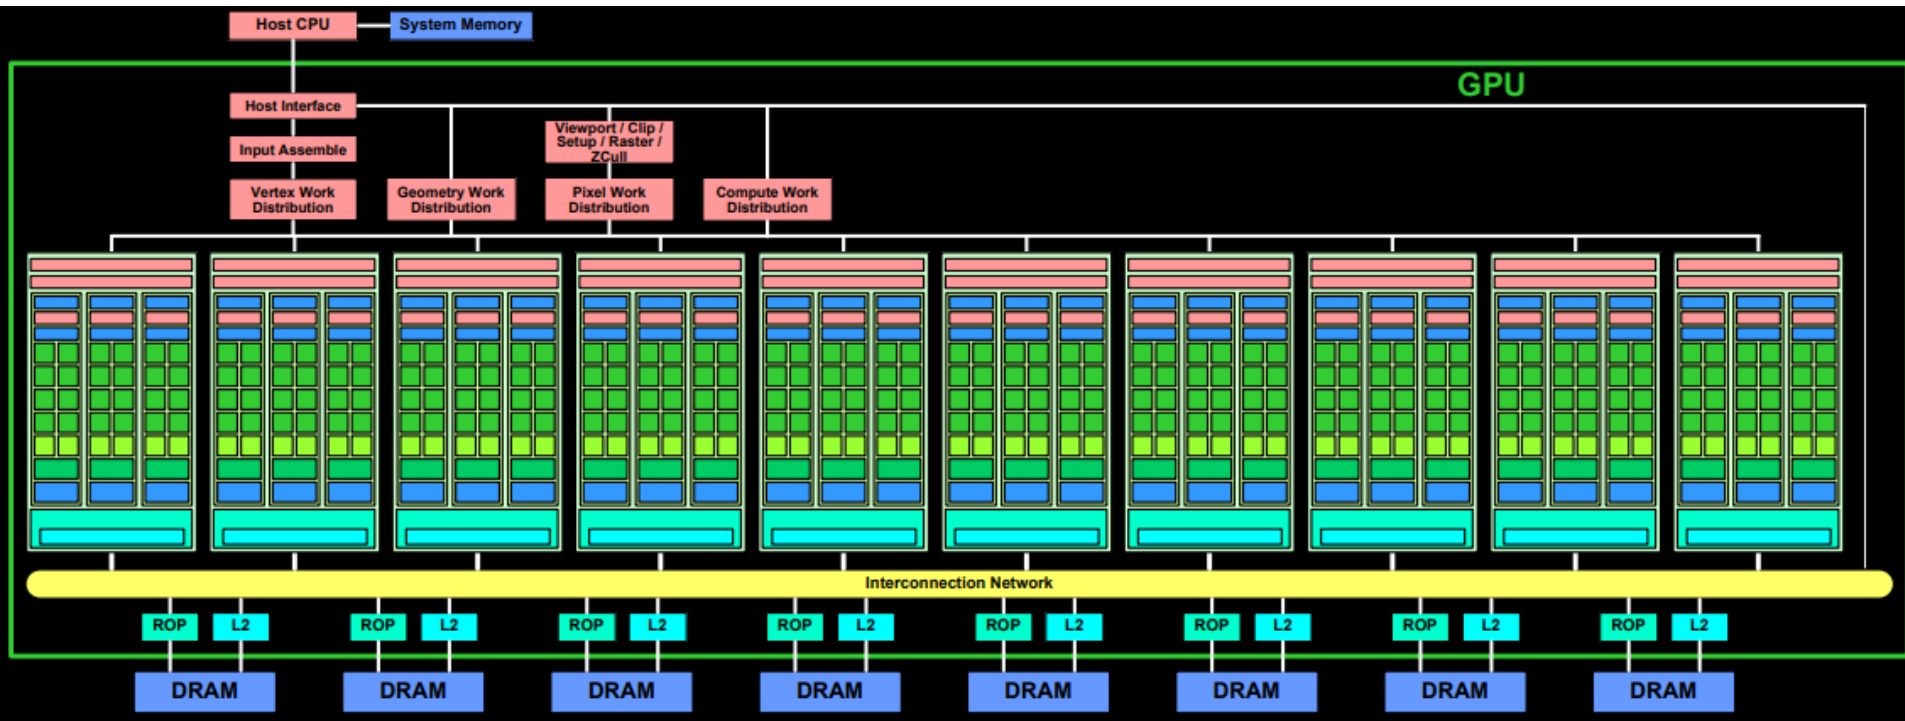 Host CPU
System Memory
GPU
Host Interface
Viewport / Clip /
Setup / Raster /
ZCull
Input Assemble
Vertex Work
Distribution
Geometry Work
Distribution
Pixel Work
Distribution
Compute Work
Distribution
Interconnection Network
ROP L2 ROP L2 ROP L2 ROP L2 ROP L2 ROP L2 ROP L2 ROP L2
DRAM DRAM DRAM DRAM DRAM DRAM DRAM DRAM